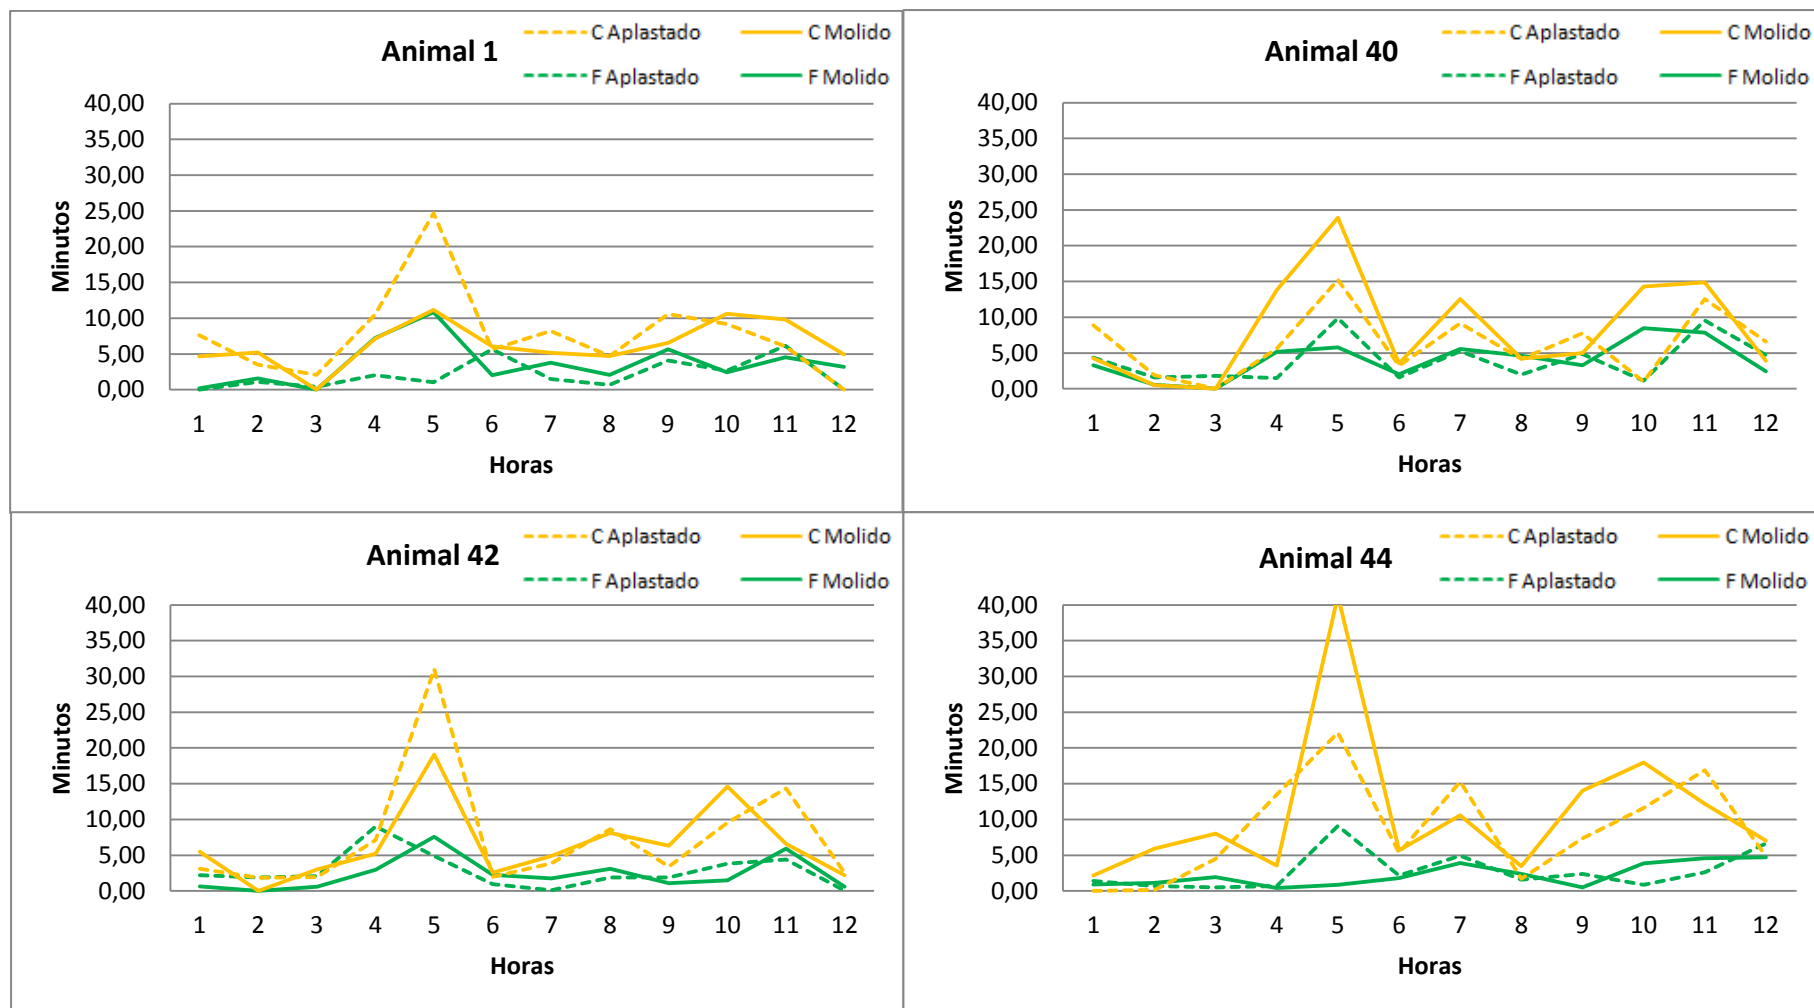 Animal 1
C Aplastado
C Molido
F Aplastado
F Molido
40,00
35,00
30,00
25,00
20,00
15,00
10,00
5,00
0,00
Minutos
1 2 3 4 5 6 7 8 9 10 11 12
Horas
Animal 40
C Aplastado
C Molido
F Aplastado
F Molido
40,00
35,00
30,00
25,00
20,00
15,00
10,00
5,00
0,00
Minutos
1 2 3 4 5 6 7 8 9 10 11 12
Horas
Animal 42
C Aplastado
C Molido
F Aplastado
F Molido
40,00
35,00
30,00
25,00
20,00
15,00
10,00
5,00
0,00
Minutos
1 2 3 4 5 6 7 8 9 10 11 12
Horas
Animal 44
C Aplastado
C Molido
F Aplastado
F Molido
40,00
35,00
30,00
25,00
20,00
15,00
10,00
5,00
0,00
Minutos
1 2 3 4 5 6 7 8 9 10 11 12
Horas